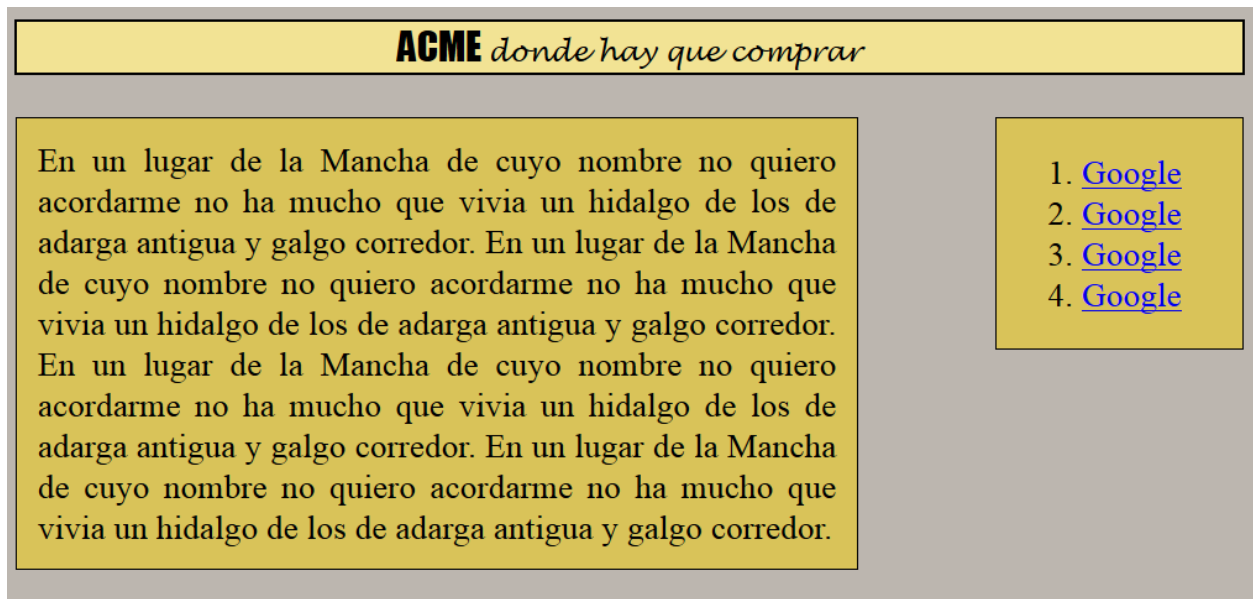 ACME donde hay que comprar
En un lugar de la Mancha de cuyo nombre no quiero
acordarme no ha mucho que vivia un hidalgo de los de
adarga antigua y galgo corredor. En un lugar de la Mancha
de cuyo nombre no quiero acordarme no ha mucho que
vivia un hidalgo de los de adarga antigua y galgo corredor.
En un lugar de la Mancha de cuyo nombre no quiero
acordarme no ha mucho que vivia un hidalgo de los de
adarga antigua y galgo corredor. En un lugar de la Mancha
de cuyo nombre no quiero acordarme no ha mucho que
vivia un hidalgo de los de adarga antigua y galgo corredor.
1. Google
2. Google
3. Google
4. Google